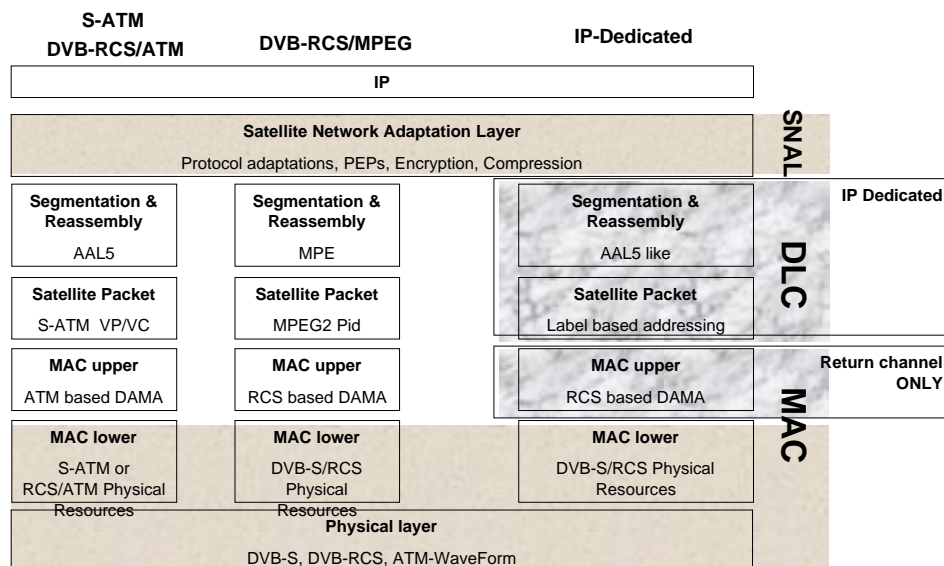 S-ATM
DVB-RCS/ATM
DVB-RCS/MPEG
IP-Dedicated
IP
Satellite Network Adaptation Layer
Protocol adaptations, PEPs, Encryption, Compression
SNAL
Segmentation &
Reassembly
AAL5
Segmentation &
Reassembly
MPE
Segmentation &
Reassembly
AAL5 like
IP Dedicated
DLC
Satellite Packet
S-ATM VP/VC
Satellite Packet
MPEG2 Pid
Satellite Packet
Label based addressing
MAC upper
ATM based DAMA
MAC upper
RCS based DAMA
MAC upper
RCS based DAMA
Return channel
ONLY
MAC
MAC lower
S-ATM or
RCS/ATM Physical
Resources
MAC lower
DVB-S/RCS
Physical
Resources
MAC lower
DVB-S/RCS Physical
Resources
Physical layer
DVB-S, DVB-RCS, ATM-WaveForm